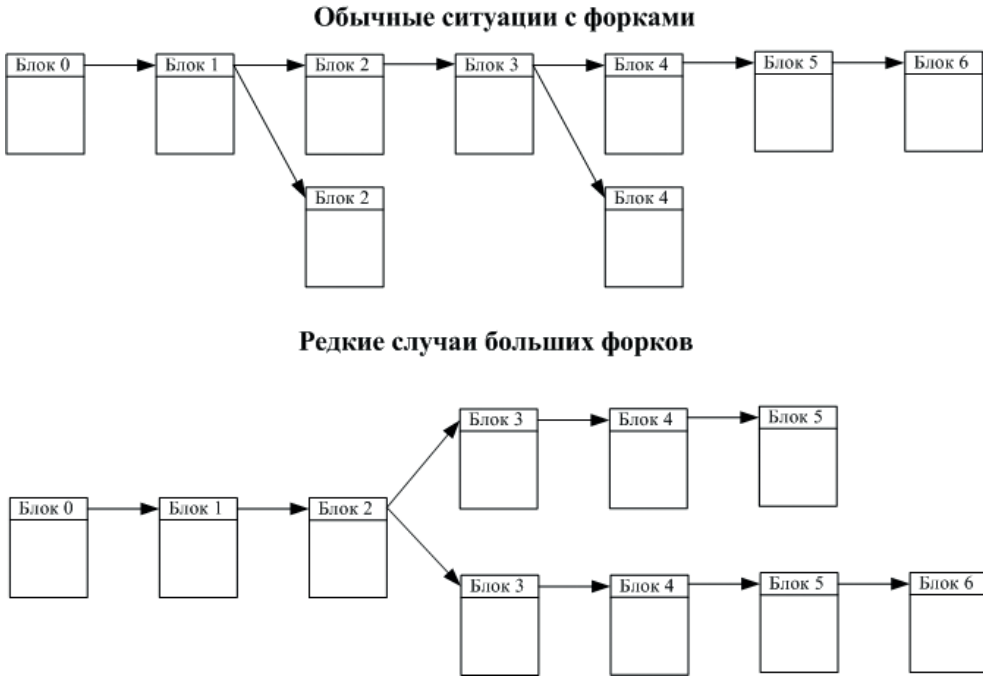 Обычные ситуации с форками
Блок 0 Блок 1 Блок 2 Блок 3 Блок 4 Блок 5 Блок 6
Блок 2 Блок 4
Редкие случаи больших форков
Блок 3 Блок 4 Блок 5
Блок 0 Блок 1 Блок 2
Блок 3 Блок 4 Блок 5 Блок 6